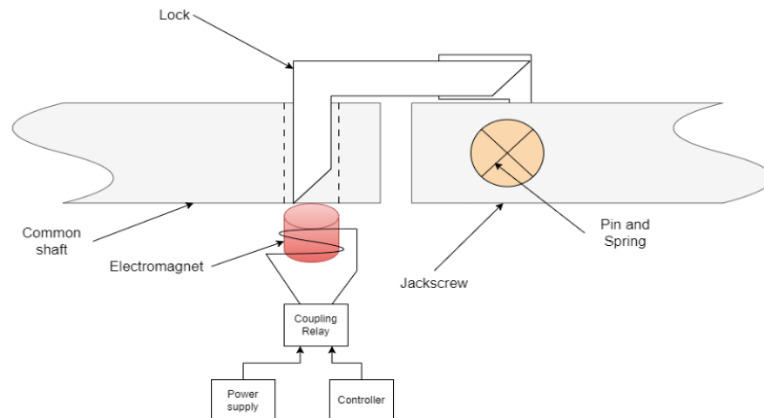 Lock
Common
shaft
Electromagnet
Pin and
Spring
Jackscrew
Coupling
Relay
Power
supply
Controller